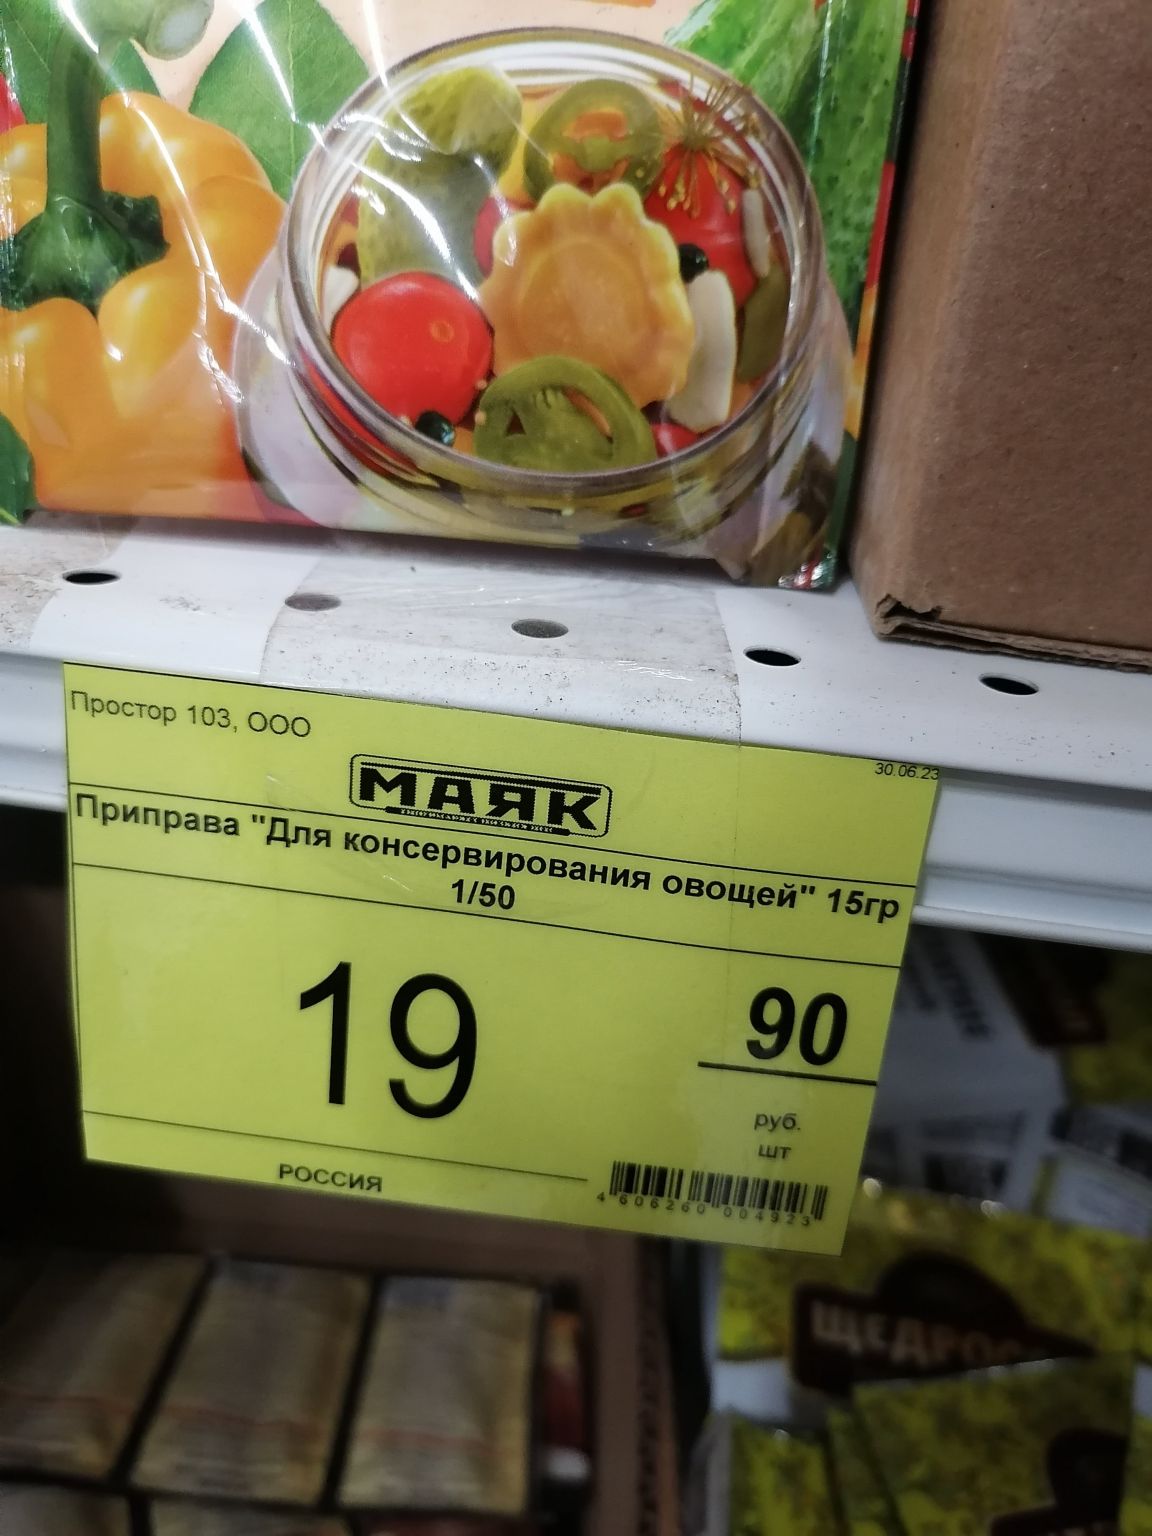 Простор 103, ООО
30.06.23
МАЯК
Приправа "Для консервирования овощей" 15гр
1/50
19
90
руб.
шт
РОССИЯ
4 606260 004923